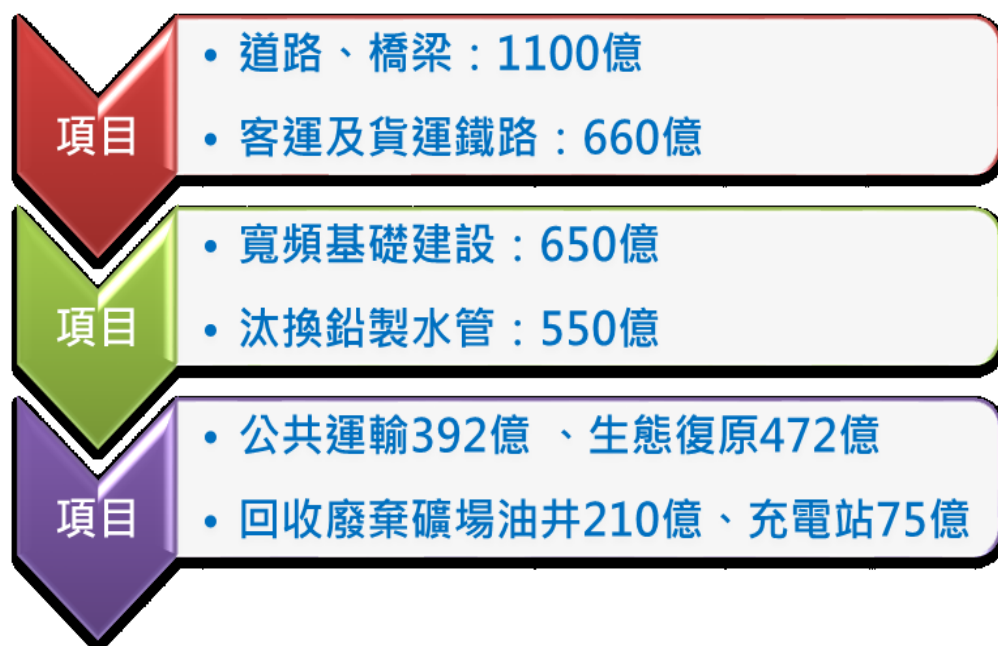 項目
• 道路、橋梁：1100億
• 客運及貨運鐵路：660億
項目
• 寬頻基礎建設：650億
• 汰換鉛製水管：550億
項目
• 公共運輸392億 、生態復原472億
• 回收廢棄礦場油井210億、充電站75億